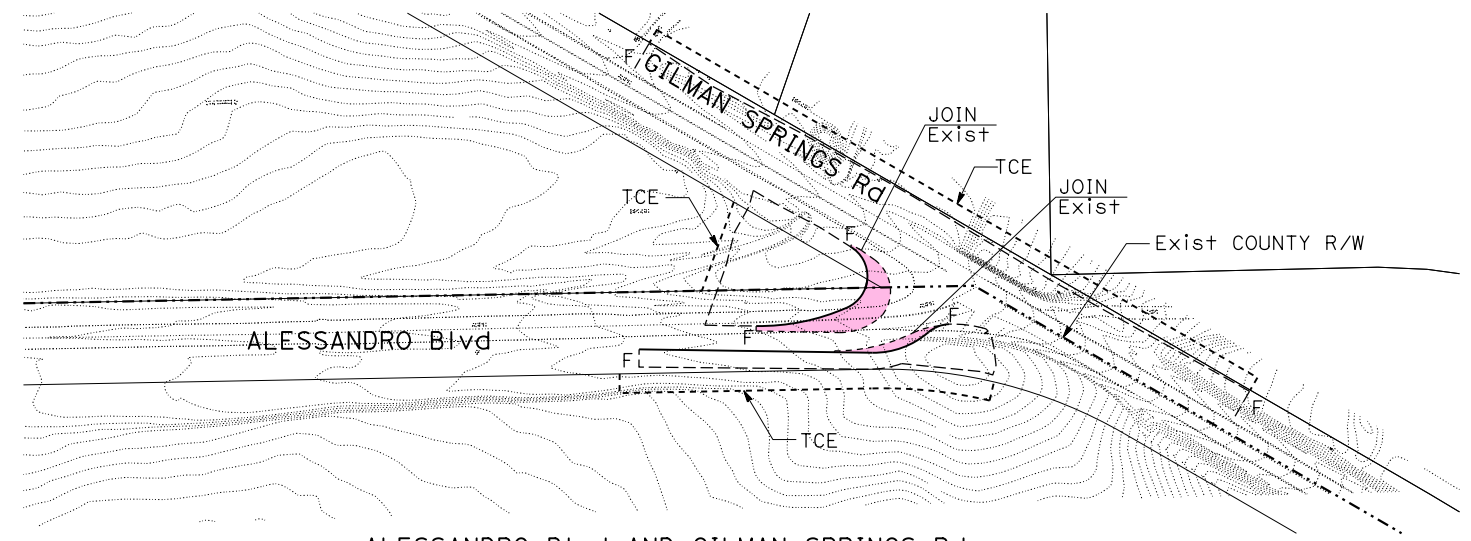 F
GILMAN SPRINGS Rd
JOIN
Exist
TCE
JOIN
Exist
TCE
F
Exist COUNTY R/W
F
F
ALESSANDRO Blvd
F
F
TCE
ALESSANDRO Blvd AND GILMAN SPRINGS Rd